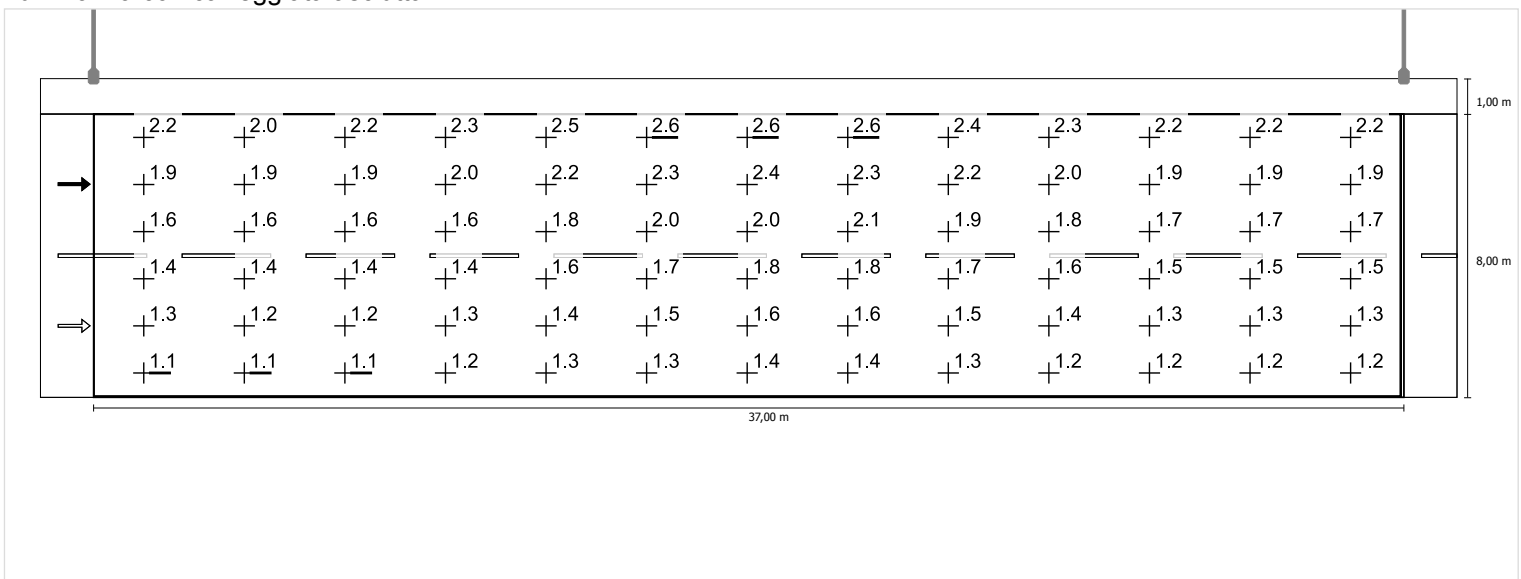 1,00 m
2.2 2.0 2.2 2.3 2.5 2.6 2.6 2.6 2.4 2.3 2.2 2.2 2.2
1.9 1.9 1.9 2.0 2.2 2.3 2.4 2.3 2.2 2.0 1.9 1.9 1.9
1.6 1.6 1.6 1.6 1.8 2.0 2.0 2.1 1.9 1.8 1.7 1.7 1.7
8,00 m
1.4 1.4 1.4 1.4 1.6 1.7 1.8 1.8 1.7 1.6 1.5 1.5 1.5
1.3 1.2 1.2 1.3 1.4 1.5 1.6 1.6 1.5 1.4 1.3 1.3 1.3
1.1 1.1 1.1 1.2 1.3 1.3 1.4 1.4 1.3 1.2 1.2 1.2 1.2
37,00 m